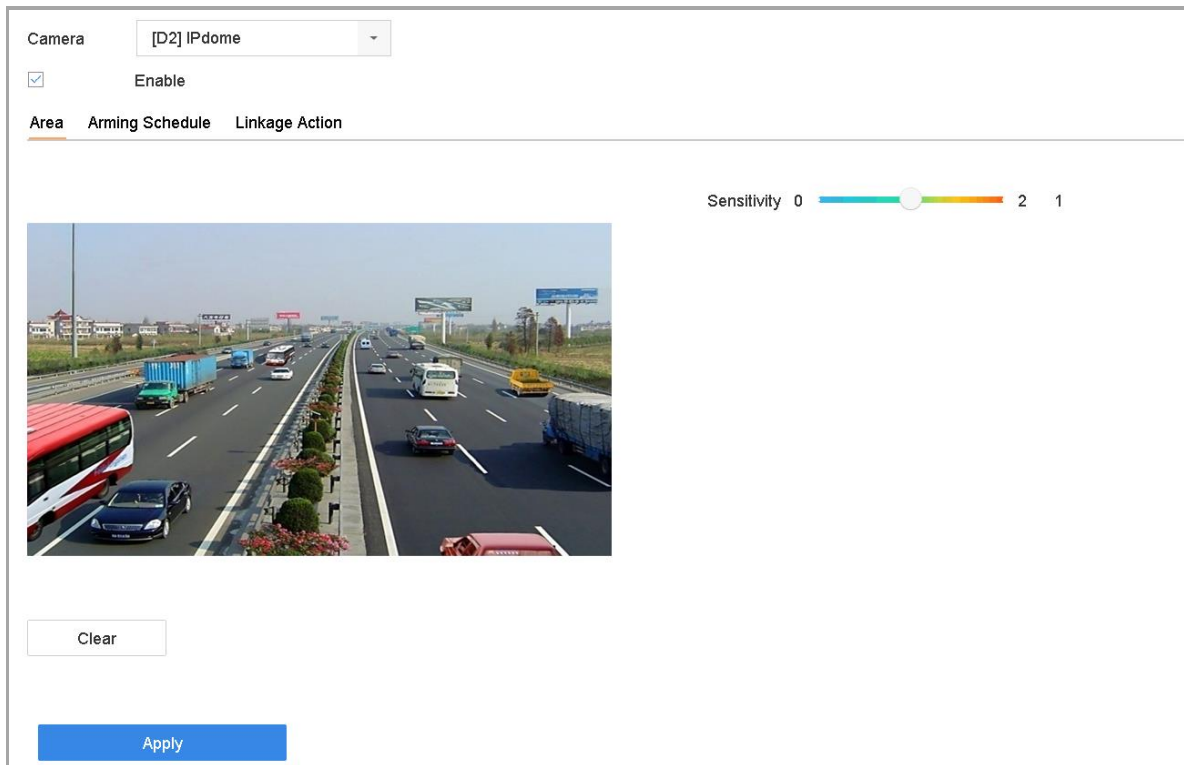 Camera [D2] IPdome
Enable
Area Arming Schedule Linkage Action
Sensitivity 0 2 1
Clear
Apply